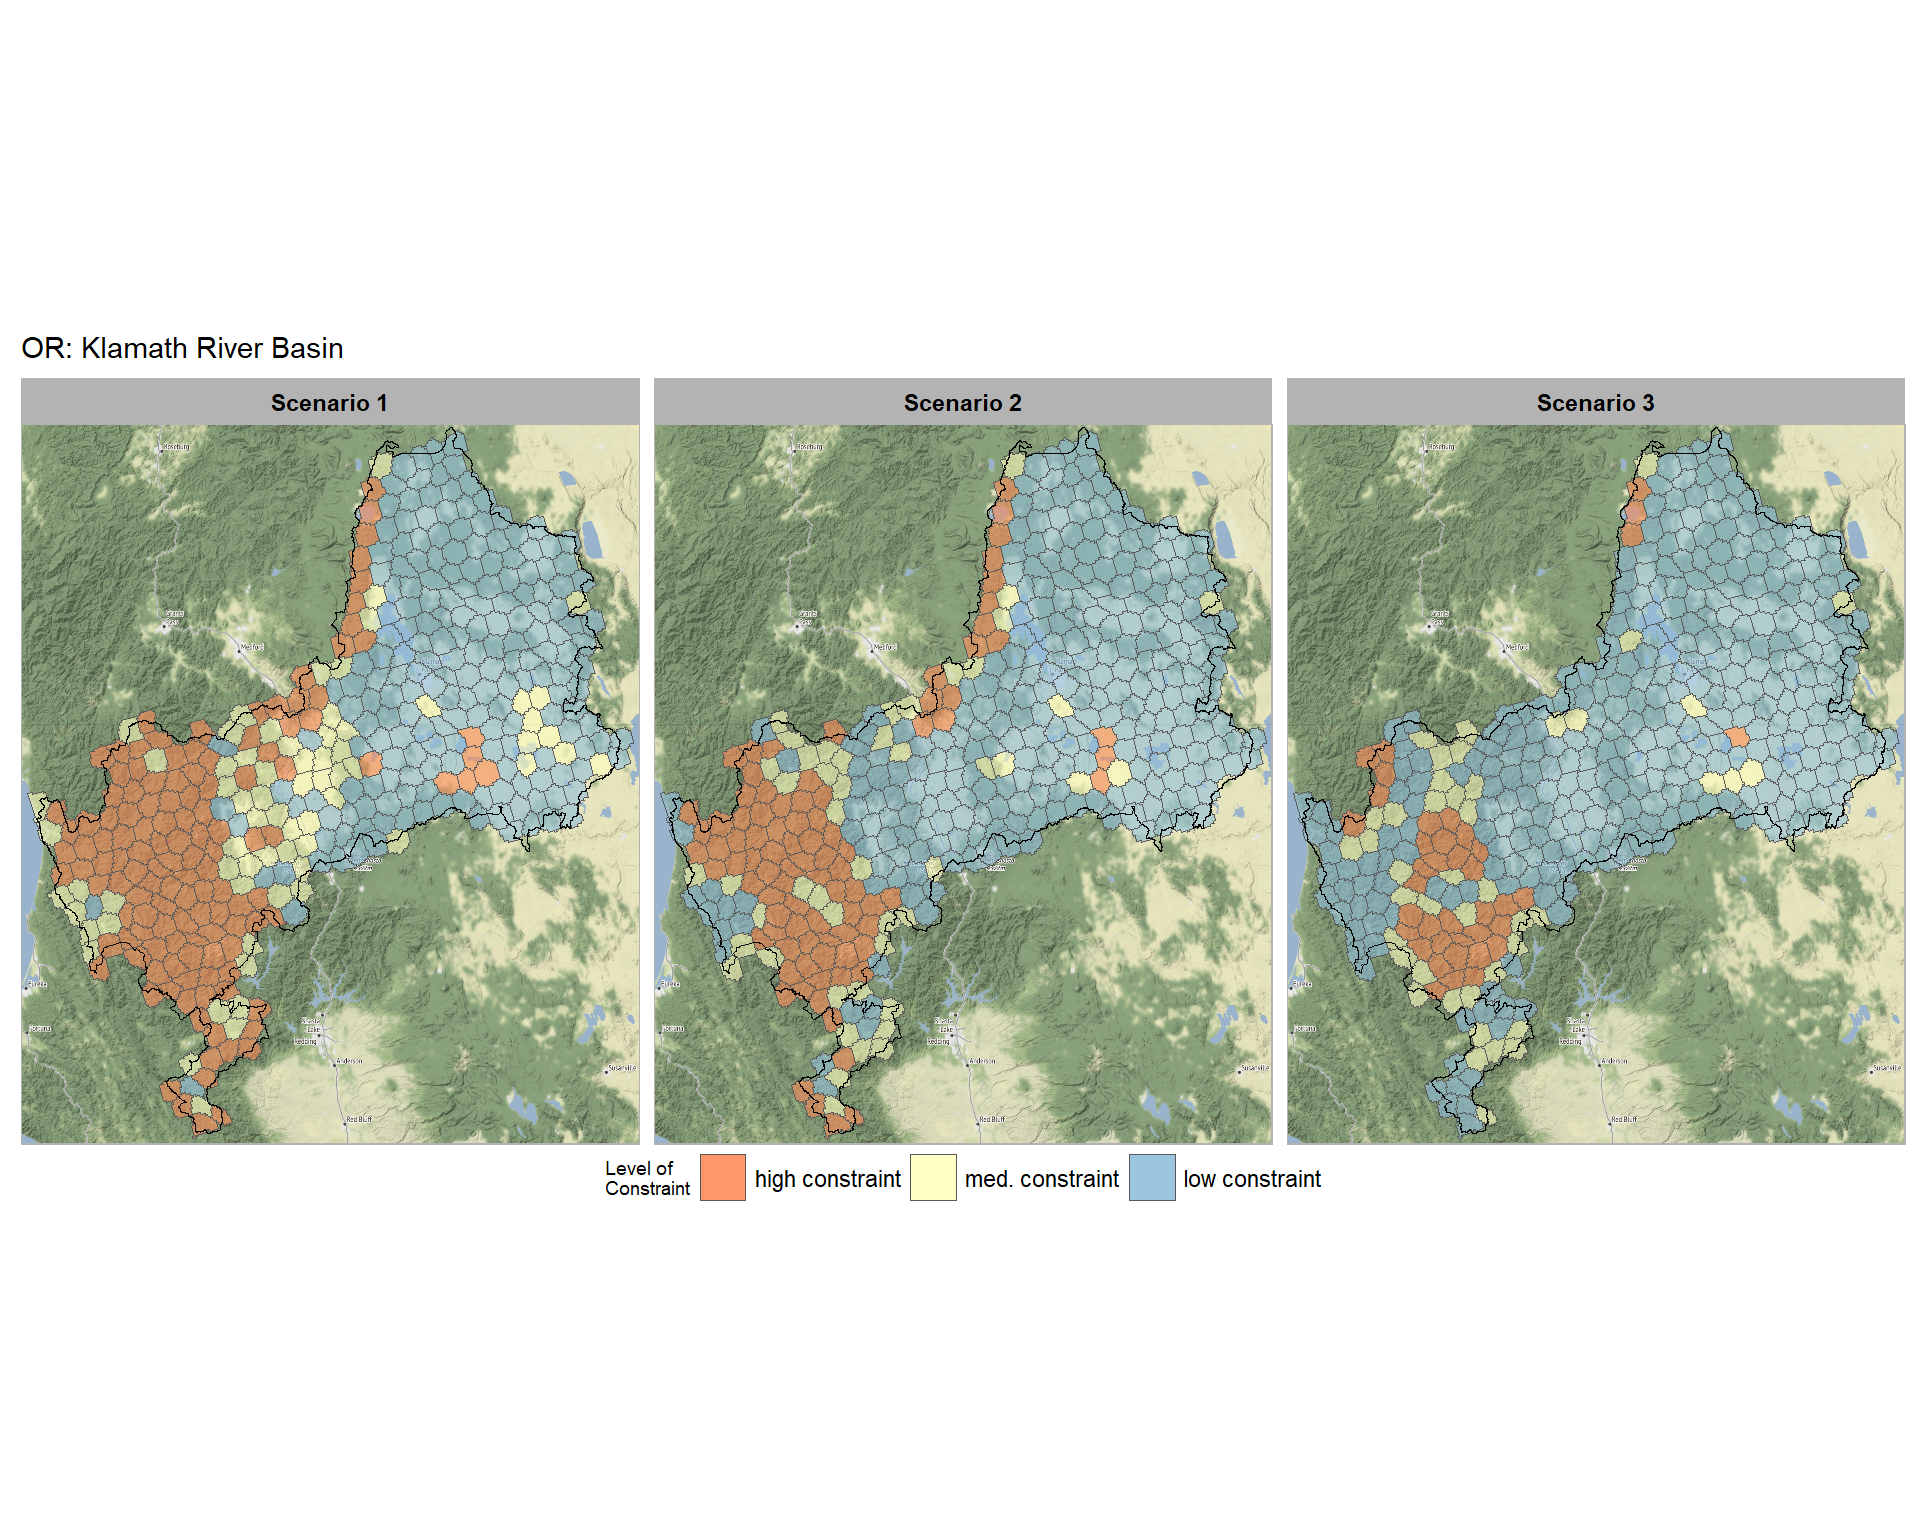 OR: Klamath River Basin
Scenario 1
Scenario 2
Scenario 3
Roseburg
Roseburg
Roseburg
Grants
Pass
Grants
Pass
Grants
Pass
Medford
Medford
Medford
Eureka
Eureka
Eureka
Fortuna
Fortuna
Fortuna
Shasta
Lake
Redding
Shasta
Lake
Redding
Shasta
Lake
Redding
Anderson
Anderson
Anderson
Susanville
Susanville
Susanville
Red Bluff
Red Bluff
Red Bluff
Level of
Constraint
high constraint
med. constraint
low constraint